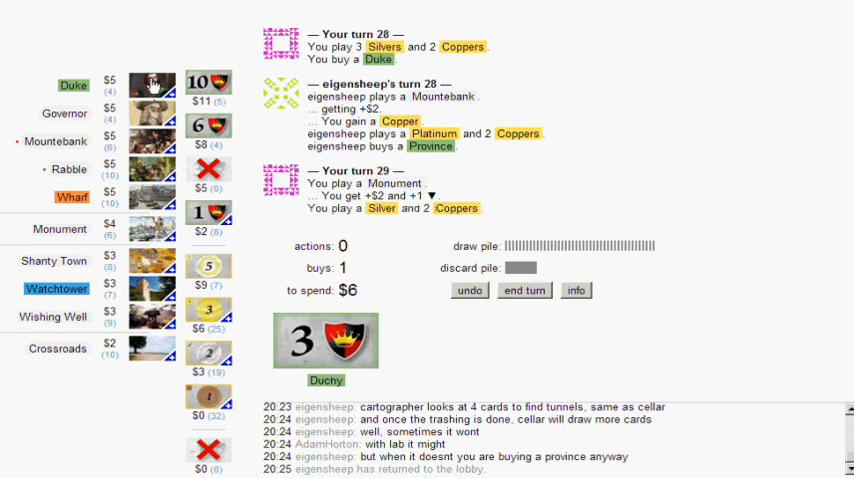 Duke $5 (4)
10 $11 (5)
Governor $5 (4)
6 $8 (4)
Mountebank $5 (6)
Rabble $5 (10)
$5 (0)
Wharf $5 (10)
1 $2 (8)
Monument $4 (6)
Shanty Town $3 (8)
5 $9 (7)
Watchtower $3 (7)
3 $6 (25)
Wishing Well $3 (9)
2 $3 (19)
Crossroads $2 (10)
1 $0 (32)
$0 (0)
— Your turn 28 —
You play 3 Silvers and 2 Coppers.
You buy a Duke.
— eigensheep's turn 28 —
eigensheep plays a Mountebank.
... getting +$2.
... You gain a Copper.
eigensheep plays a Platinum and 2 Coppers.
eigensheep buys a Province.
— Your turn 29 —
You play a Monument.
... You get +$2 and +1 ▼.
You play a Silver and 2 Coppers.
actions: 0 draw pile:
buys: 1 discard pile:
to spend: $6 undo end turn info
3
Duchy
20:23 eigensheep: cartographer looks at 4 cards to find tunnels, same as cellar
20:24 eigensheep: and once the trashing is done, cellar will draw more cards
20:24 eigensheep: well, sometimes it wont
20:24 AdamHorton: with lab it might
20:24 eigensheep: but when it doesnt you are buying a province anyway
20:25 eigensheep has returned to the lobby.